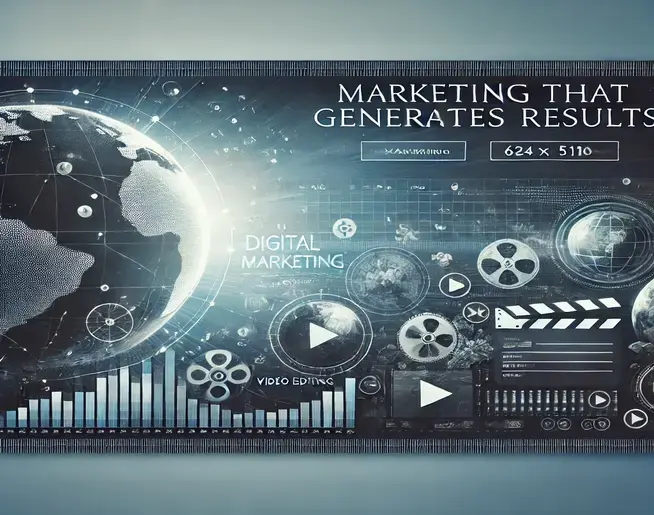 MARKETING THAT
GENERATES RESULTS
624 × 5110
DIGITAL
MARKETING
VIDEO EDITING